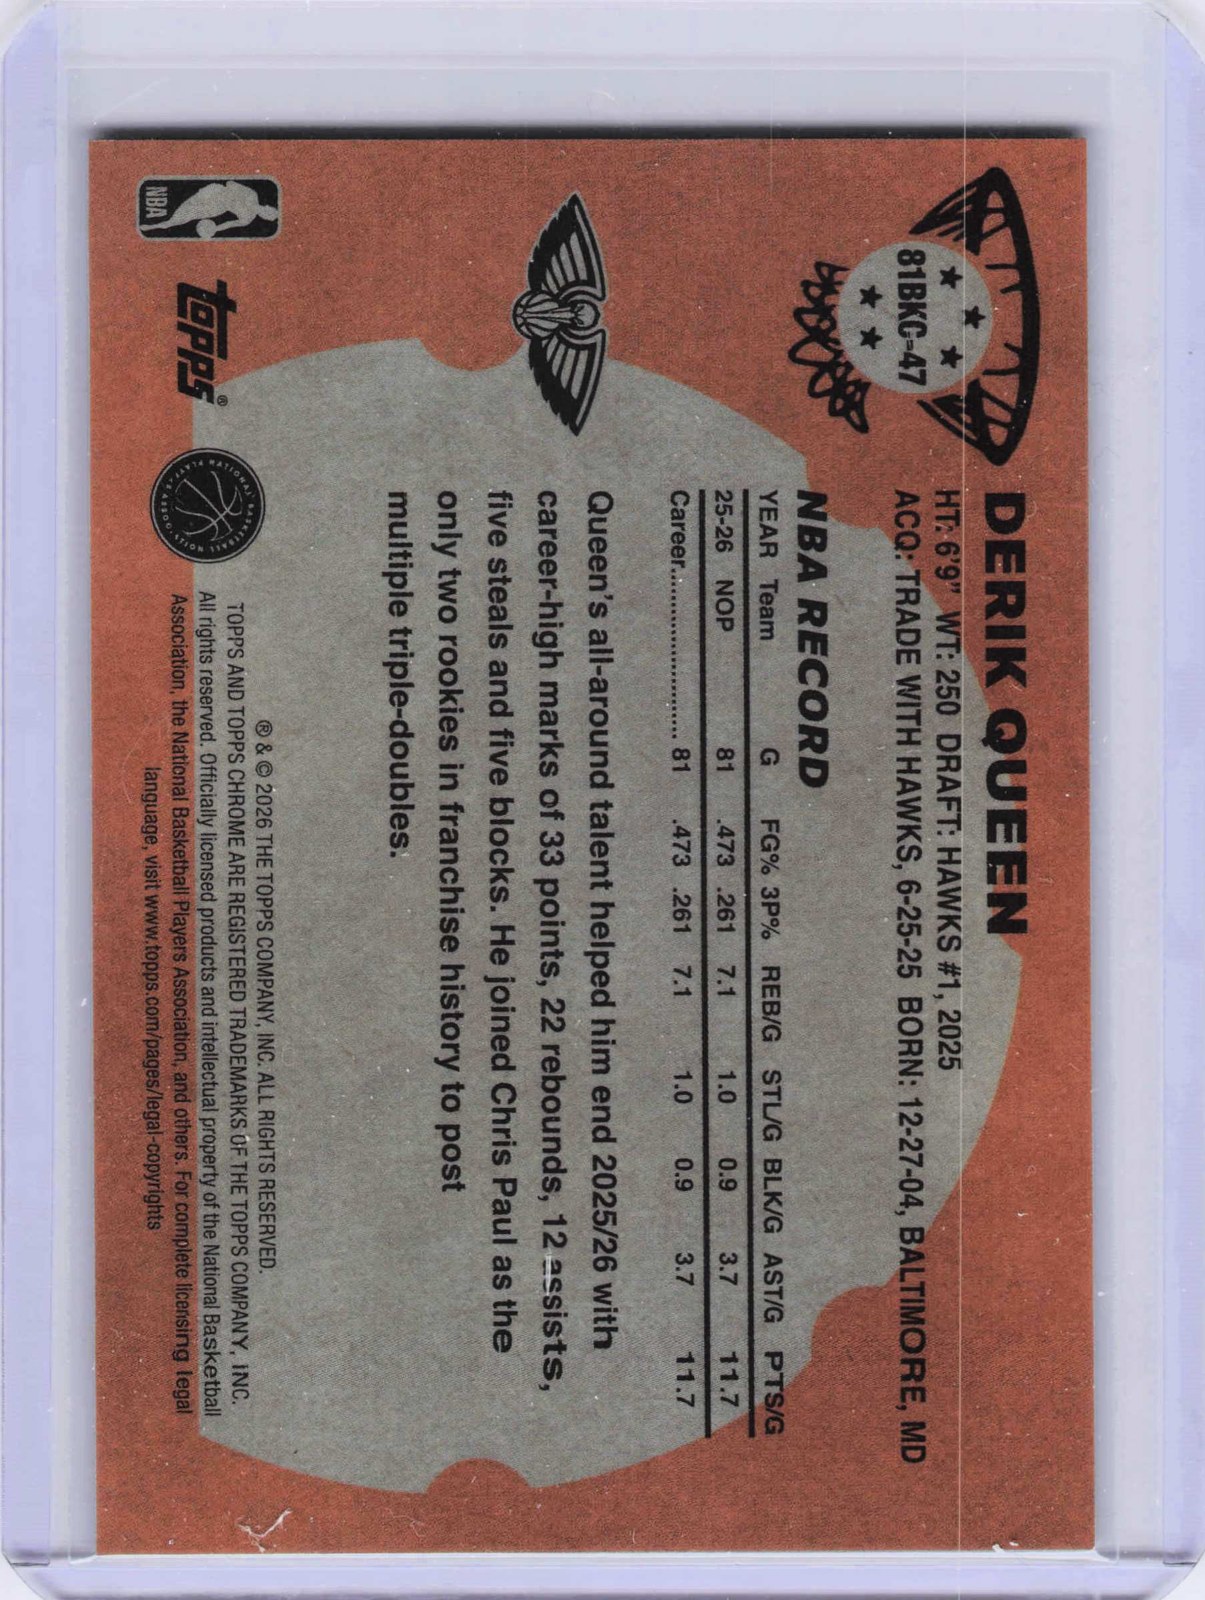 81BKC-47
DERIK QUEEN
HT: 6'9" WT: 250 DRAFT: HAWKS #1, 2025
ACQ: TRADE WITH HAWKS, 6-25-25 BORN: 12-27-04, BALTIMORE, MD
NBA RECORD
YEAR Team G FG% 3P% REB/G STL/G BLK/G AST/G PTS/G
25-26 NOP 81 .473 .261 7.1 1.0 0.9 3.7 11.7
Career.................... 81 .473 .261 7.1 1.0 0.9 3.7 11.7
Queen's all-around talent helped him end 2025/26 with
career-high marks of 33 points, 22 rebounds, 12 assists,
five steals and five blocks. He joined Chris Paul as the
only two rookies in franchise history to post
multiple triple-doubles.
NBA
topps®
NATIONAL BASKETBALL PLAYERS ASSOCIATION
® & © 2026 THE TOPPS COMPANY, INC. ALL RIGHTS RESERVED.
TOPPS AND TOPPS CHROME ARE REGISTERED TRADEMARKS OF THE TOPPS COMPANY, INC.
All rights reserved. Officially licensed products and intellectual property of the National Basketball
Association, the National Basketball Players Association, and others. For complete licensing legal
language, visit www.topps.com/pages/legal-copyrights